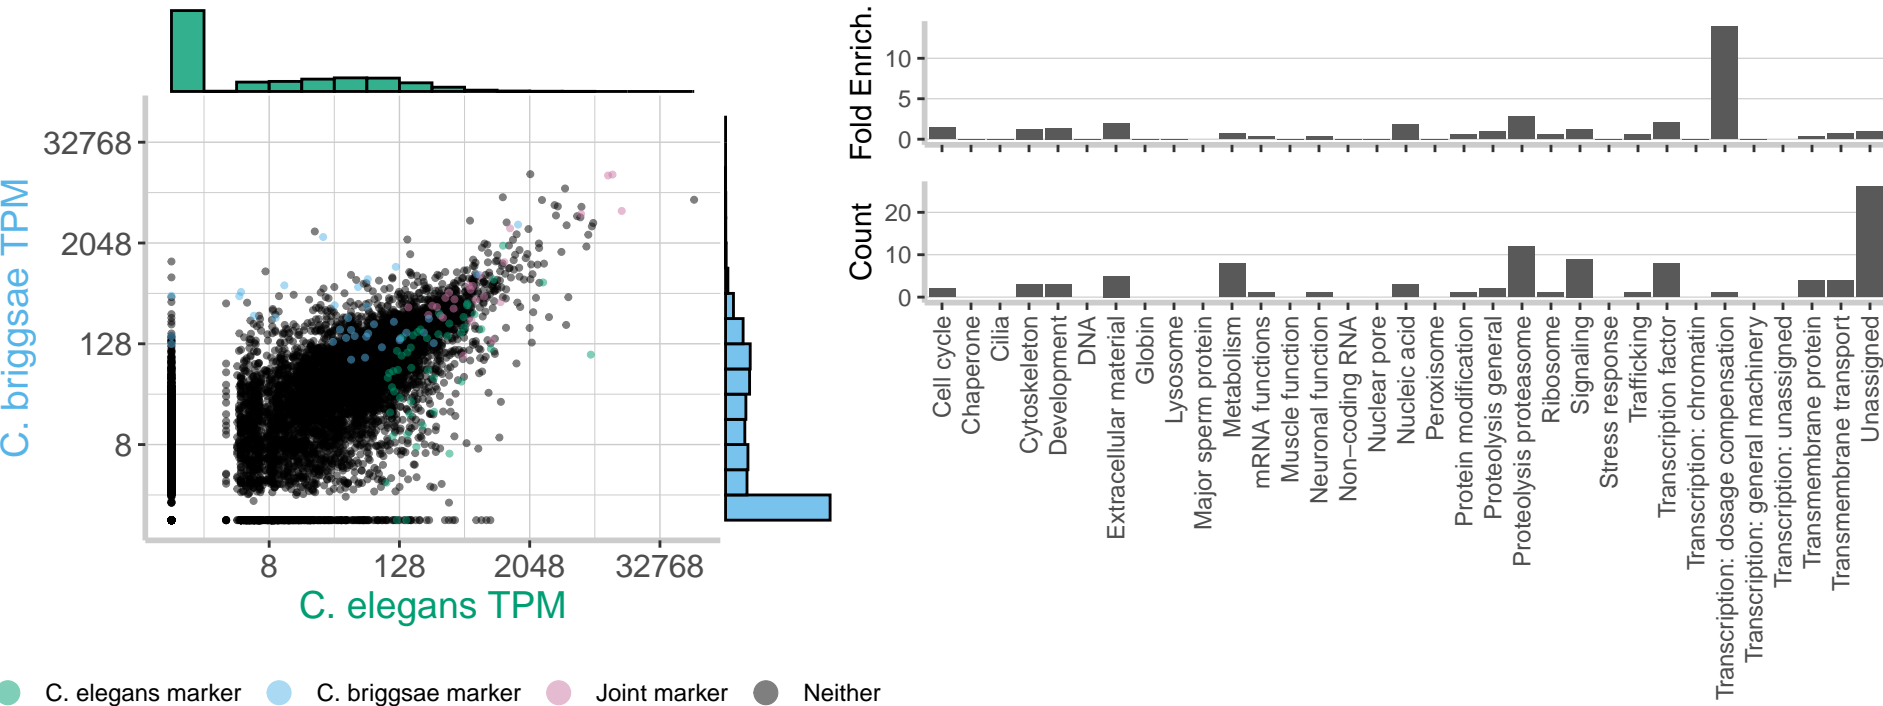 32768
2048
128
8
C. briggsae TPM
8 128 2048 32768
C. elegans TPM
C. elegans marker C. briggsae marker Joint marker Neither
Fold Enrich.
10
5
0
Count
20
10
0
Cell cycle
Chaperone
Cilia
Cytoskeleton
Development
DNA
Extracellular material
Globin
Lysosome
Major sperm protein
Metabolism
mRNA functions
Muscle function
Neuronal function
Non−coding RNA
Nuclear pore
Nucleic acid
Peroxisome
Protein modification
Proteolysis general
Proteolysis proteasome
Ribosome
Signaling
Stress response
Trafficking
Transcription factor
Transcription: chromatin
Transcription: dosage compensation
Transcription: general machinery
Transcription: unassigned
Transmembrane protein
Transmembrane transport
Unassigned